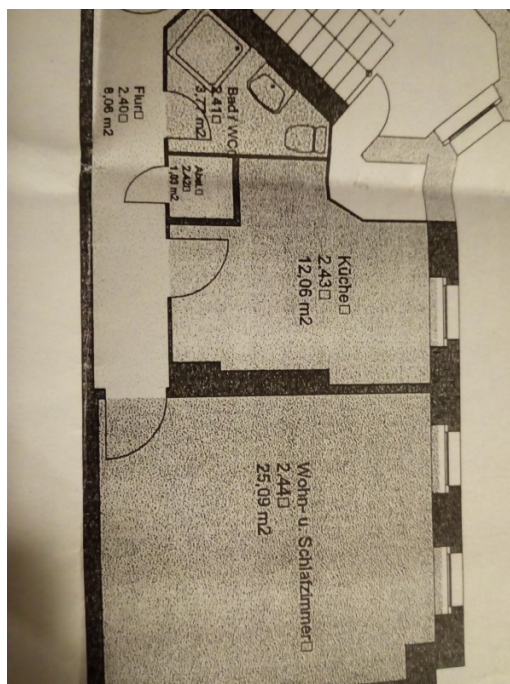 Flur□
2.40□
8,06 m2
Bad / WC
2.41□
3,77 m2
Abst.□
2.42□
1,03 m2
Küche□
2.43□
12,06 m2
Wohn- u. Schlafzimmer□
2.44□
25,09 m2